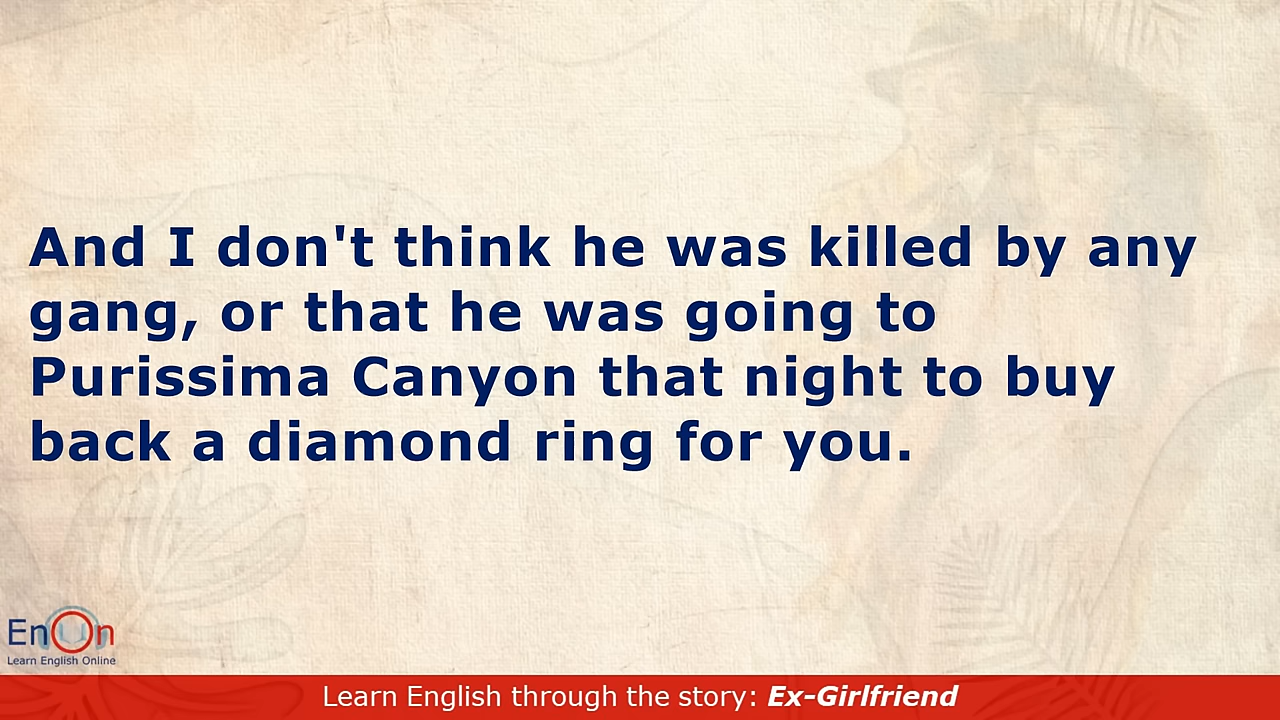 And I don't think he was killed by any
gang, or that he was going to
Purissima Canyon that night to buy
back a diamond ring for you.
EnOn
Learn English Online
Learn English through the story: Ex-Girlfriend